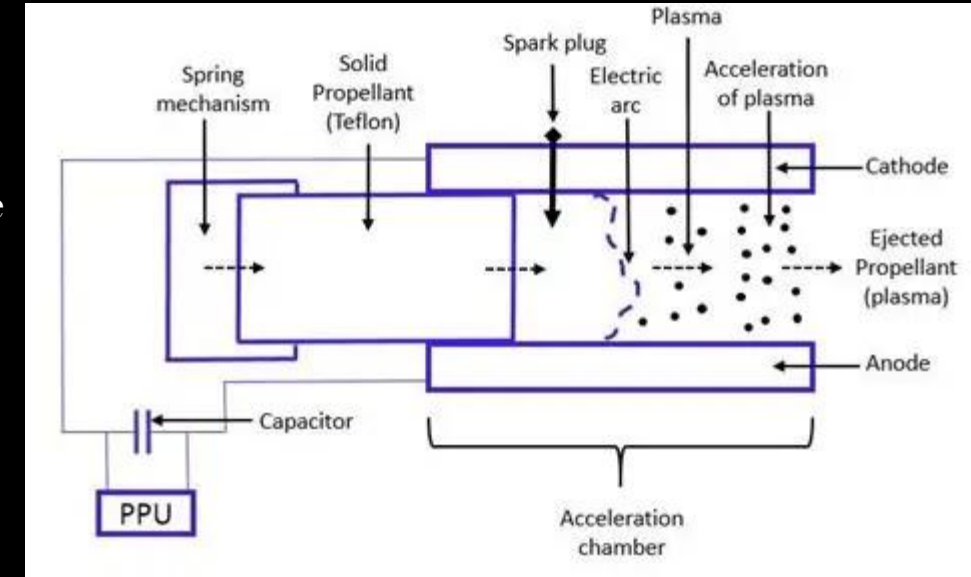 Plasma
Spark plug
Solid
Propellant
(Teflon)
Spring
mechanism
Electric
arc
Acceleration
of plasma
Cathode
e
Ejected
Propellant
(plasma)
Anode
Capacitor
PPU
Acceleration
chamber